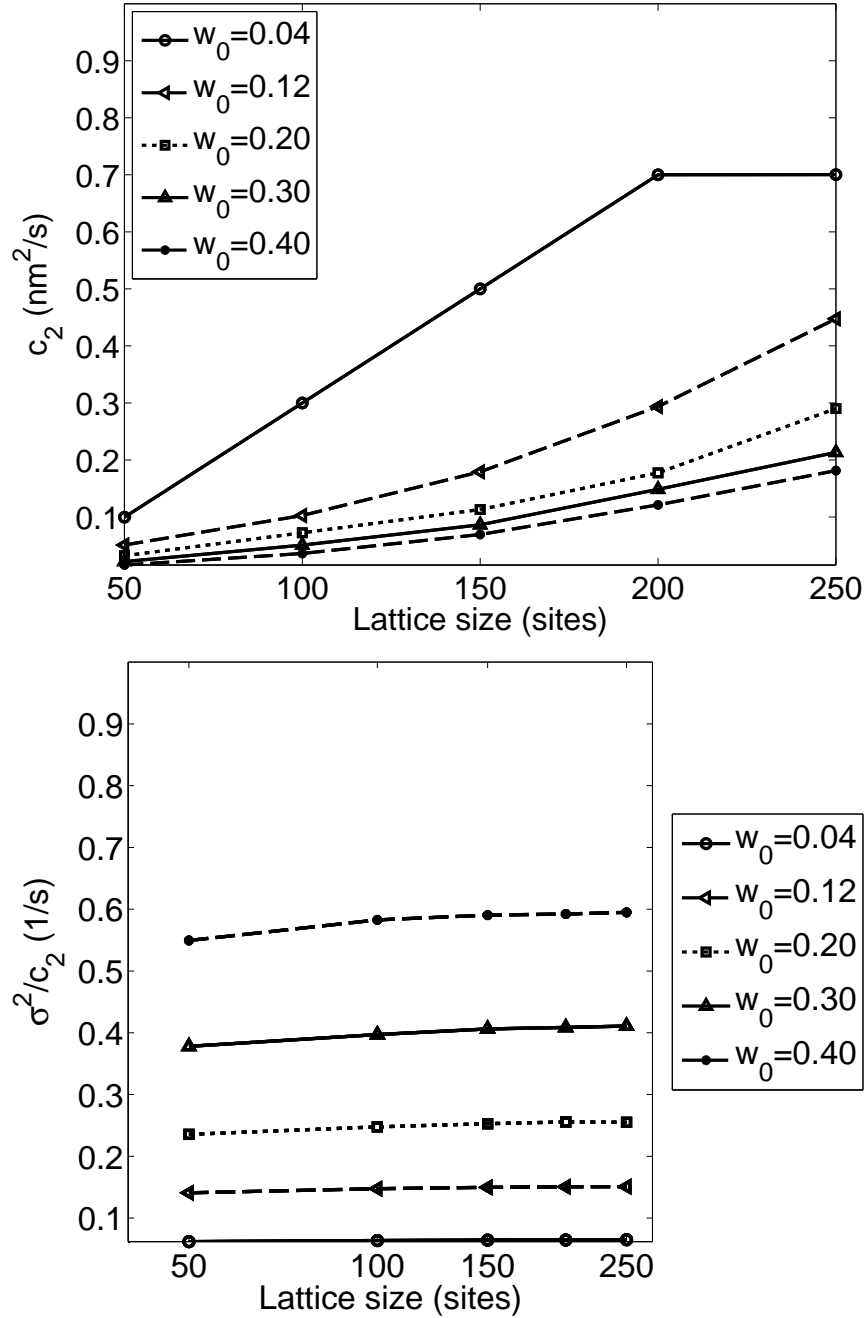 w₀=0.04
w₀=0.12
w₀=0.20
w₀=0.30
w₀=0.40
0.9
0.8
0.7
0.6
0.5
0.4
0.3
0.2
0.1
c₂ (nm²/s)
50 100 150 200 250
Lattice size (sites)
0.9
0.8
0.7
0.6
0.5
0.4
0.3
0.2
0.1
σ²/c₂ (1/s)
50 100 150 250
Lattice size (sites)
w₀=0.04
w₀=0.12
w₀=0.20
w₀=0.30
w₀=0.40